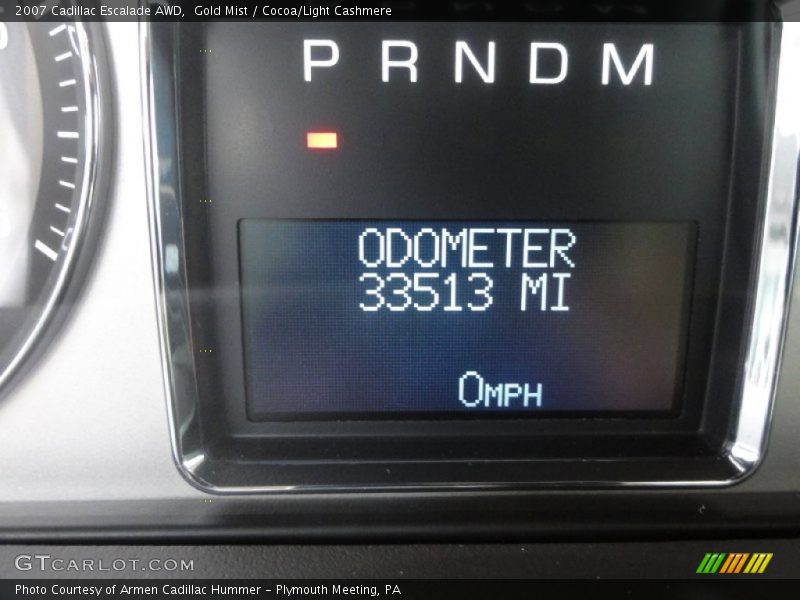 2007 Cadillac Escalade AWD, Gold Mist / Cocoa/Light Cashmere
P R N D M
ODOMETER
33513 MI
0MPH
GTCARLOT.COM
Photo Courtesy of Armen Cadillac Hummer - Plymouth Meeting, PA